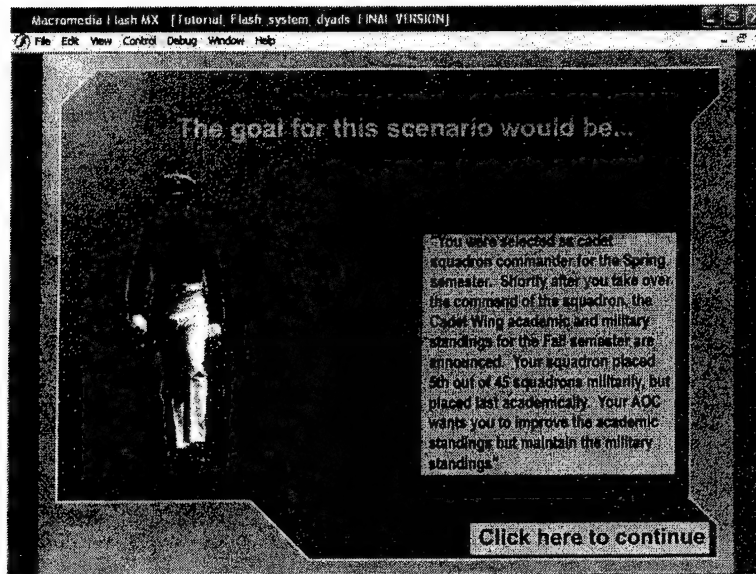 Macromedia Flash MX - [Tutorial_Flash_system_dyads_FINAL_VERSION]
File Edit View Control Debug Window Help
The goal for this scenario would be...
"You were selected as cadet
squadron commander for the Spring
semester. Shortly after you take over
the command of the squadron, the
Cadet Wing academic and military
standings for the Fall semester are
announced. Your squadron placed
5th out of 45 squadrons militarily, but
placed last academically. Your AOC
wants you to improve the academic
standings but maintain the military
standings"
Click here to continue